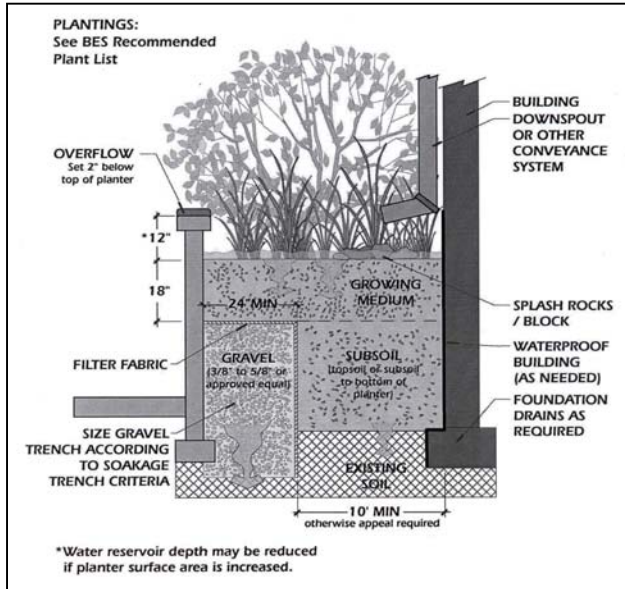 PLANTINGS:
See BES Recommended
Plant List
OVERFLOW
Set 2" below
top of planter
*12"
18"
24"MIN
FILTER FABRIC
GRAVEL
(3/8" to 5/8" or
approved equal)
SIZE GRAVEL
TRENCH ACCORDING
TO SOAKAGE
TRENCH CRITERIA
GROWING
MEDIUM
SUBSOIL
(topsoil or subsoil
to bottom of
planter)
EXISTING
SOIL
10' MIN
otherwise appeal required
BUILDING
DOWNSPOUT
OR OTHER
CONVEYANCE
SYSTEM
SPLASH ROCKS
/ BLOCK
WATERPROOF
BUILDING
(AS NEEDED)
FOUNDATION
DRAINS AS
REQUIRED
*Water reservoir depth may be reduced
if planter surface area is increased.